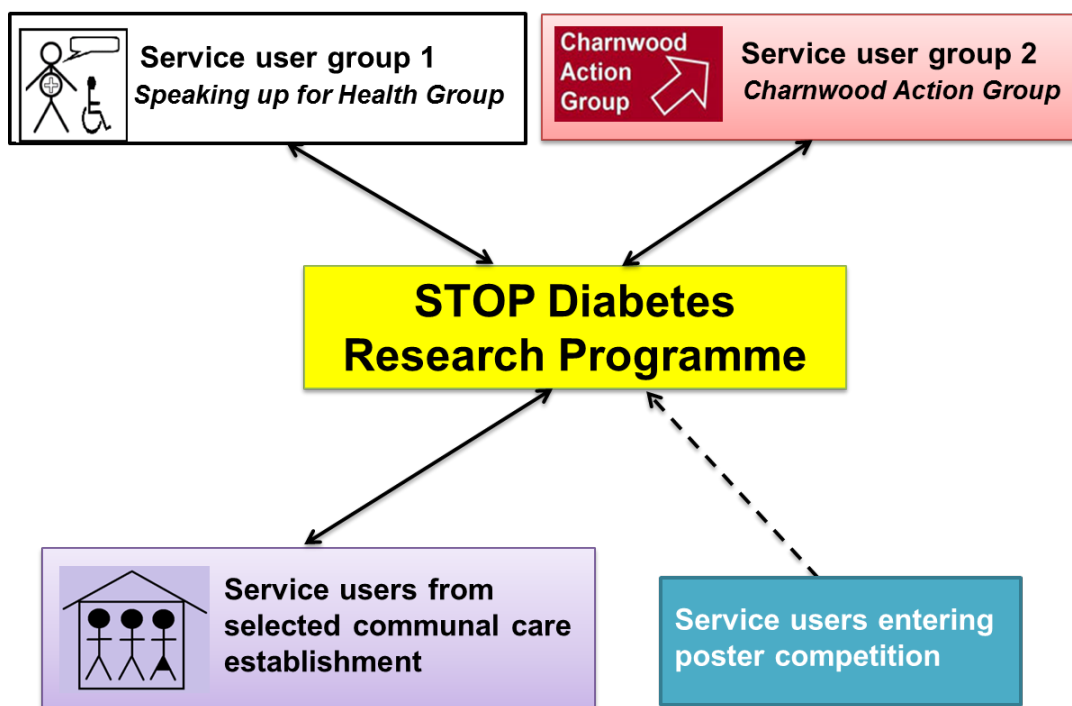 Service user group 1
Speaking up for Health Group
Charnwood
Action
Group
Service user group 2
Charnwood Action Group
STOP Diabetes
Research Programme
Service users from
selected communal care
establishment
Service users entering
poster competition